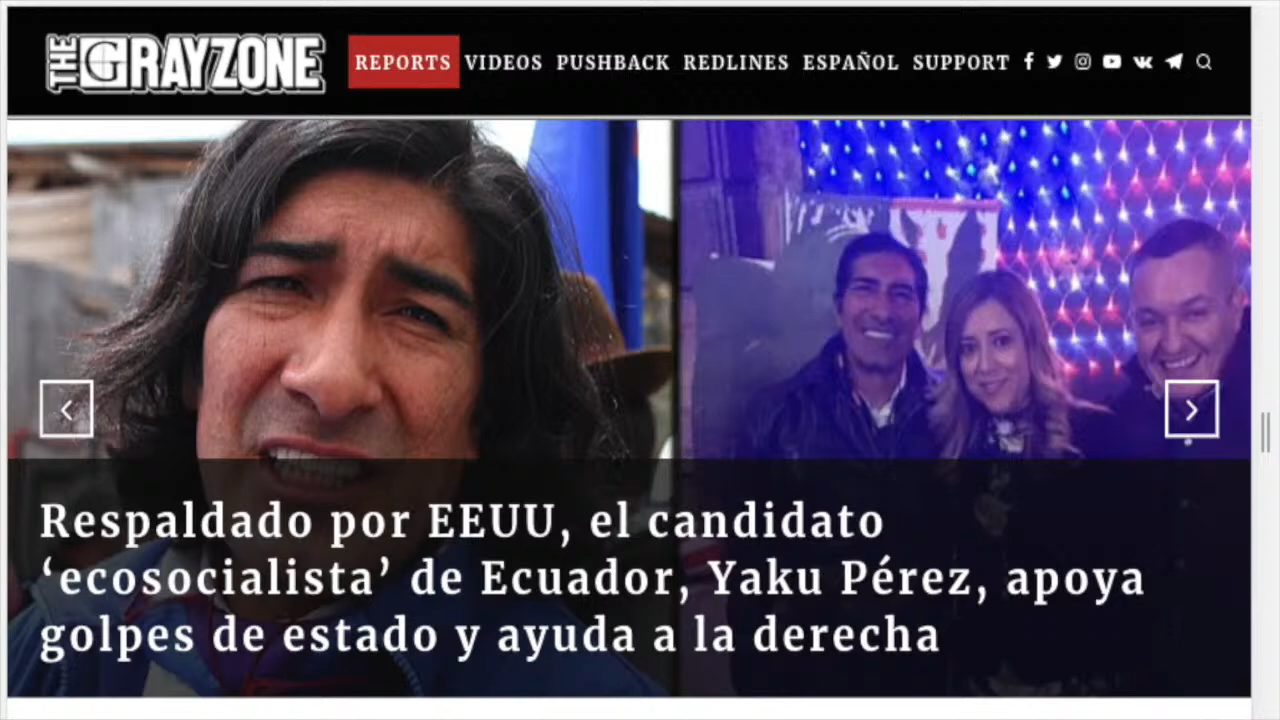 THE GRAYZONE
REPORTS VIDEOS PUSHBACK REDLINES ESPAÑOL SUPPORT
Respaldado por EEUU, el candidato
‘ecosocialista’ de Ecuador, Yaku Pérez, apoya
golpes de estado y ayuda a la derecha